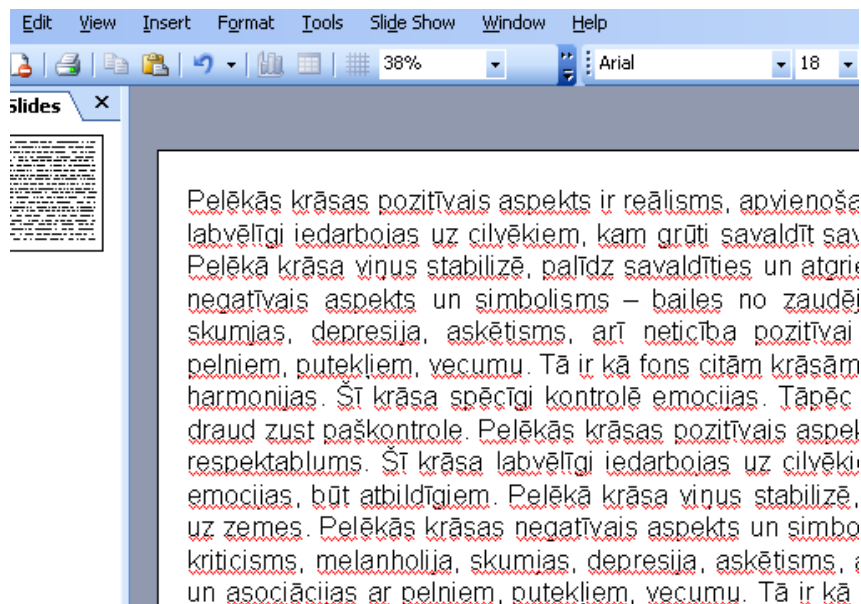 Edit View Insert Format Tools Slide Show Window Help
38% Arial 18
Slides
Pelēkās krāsas pozitīvais aspekts ir reālisms, apvienoša
labvēlīgi iedarbojas uz cilvēkiem, kam grūti savaldīt sav
Pelēkā krāsa viņus stabilizē, palīdz savaldīties un atgrie
negatīvais aspekts un simbolisms – bailes no zaudēj
skumjas, depresija, askētisms, arī neticība pozitīvai
pelniem, putekļiem, vecumu. Tā ir kā fons citām krāsām
harmonijas. Šī krāsa spēcīgi kontrolē emocijas. Tāpēc
draud zust paškontrole. Pelēkās krāsas pozitīvais aspek
respektablums. Šī krāsa labvēlīgi iedarbojas uz cilvēki
emocijas, būt atbildīgiem. Pelēkā krāsa viņus stabilizē,
uz zemes. Pelēkās krāsas negatīvais aspekts un simbo
kriticisms, melanholija, skumjas, depresija, askētisms, a
un asociācijas ar pelniem, putekļiem, vecumu. Tā ir kā